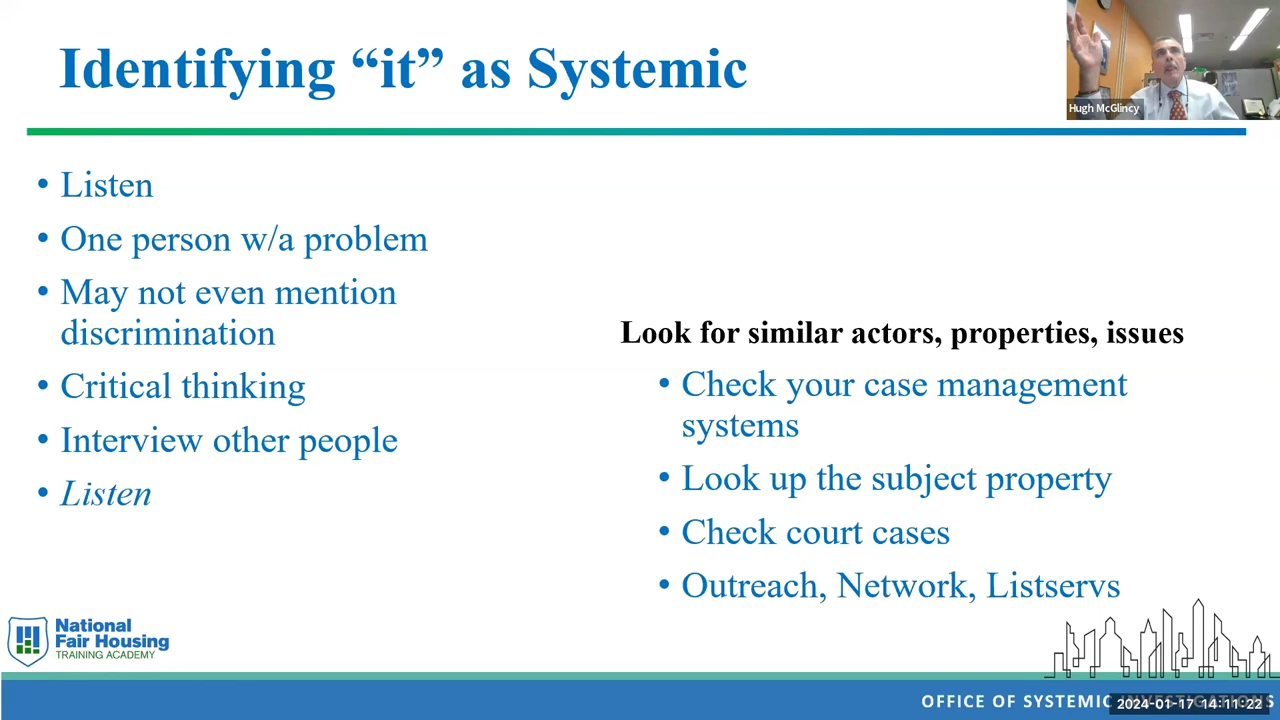 Identifying “it” as Systemic
Hugh McGlincy
• Listen
• One person w/a problem
• May not even mention
discrimination
• Critical thinking
• Interview other people
• Listen
Look for similar actors, properties, issues
• Check your case management
systems
• Look up the subject property
• Check court cases
• Outreach, Network, Listservs
National
Fair Housing
TRAINING ACADEMY
OFFICE OF SYSTEMIC INVESTIGATIONS
2024-01-17 14:11:22